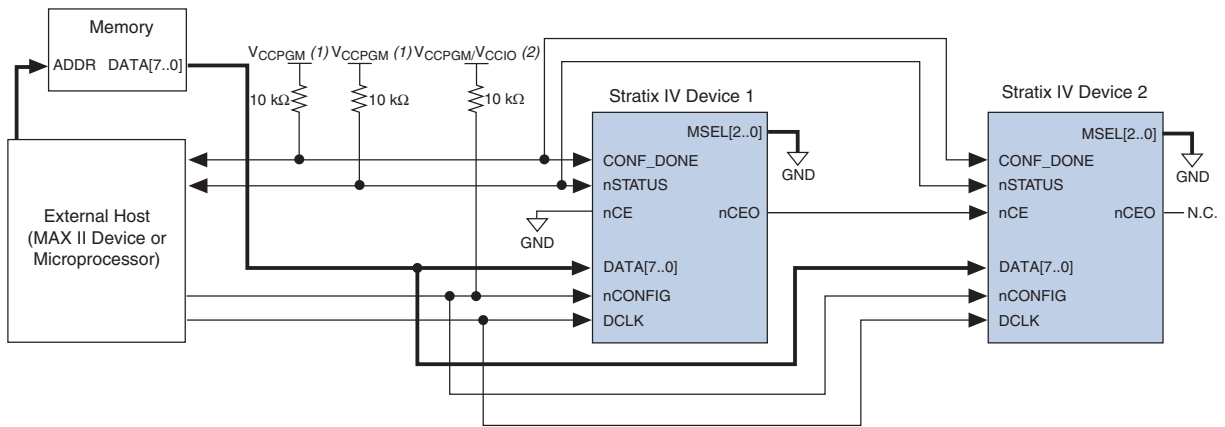 Memory
ADDR DATA[7..0]
VCCPGM (1) VCCPGM (1) VCCPGM/VCCIO (2)
10 kΩ 10 kΩ 10 kΩ
Stratix IV Device 1
MSEL[2..0]
GND
CONF_DONE
nSTATUS
nCE nCEO
GND
DATA[7..0]
nCONFIG
DCLK
Stratix IV Device 2
MSEL[2..0]
GND
CONF_DONE
nSTATUS
nCE nCEO N.C.
DATA[7..0]
nCONFIG
DCLK
External Host
(MAX II Device or
Microprocessor)